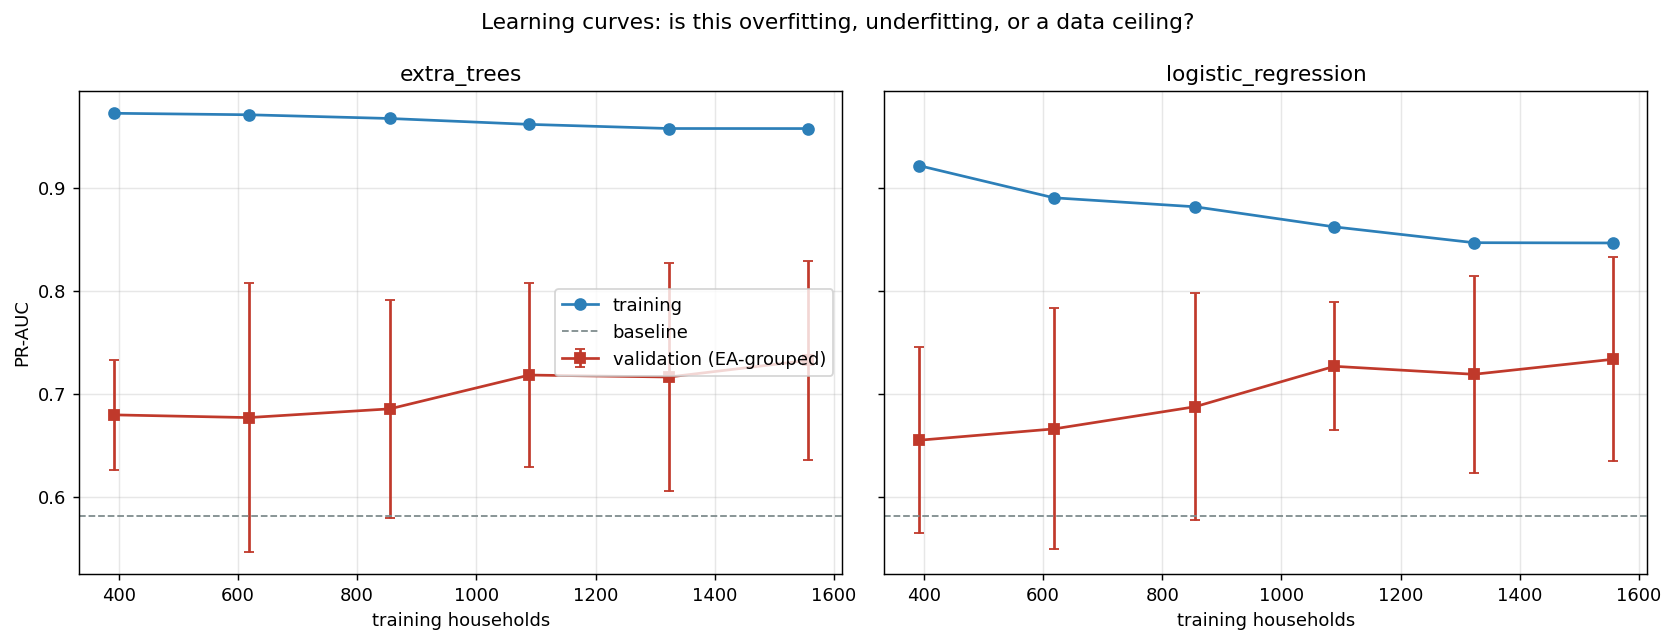 Learning curves: is this overfitting, underfitting, or a data ceiling?
extra_trees
logistic_regression
PR-AUC
0.9
0.8
0.7
0.6
training
baseline
validation (EA-grouped)
400 600 800 1000 1200 1400 1600
400 600 800 1000 1200 1400 1600
training households
training households